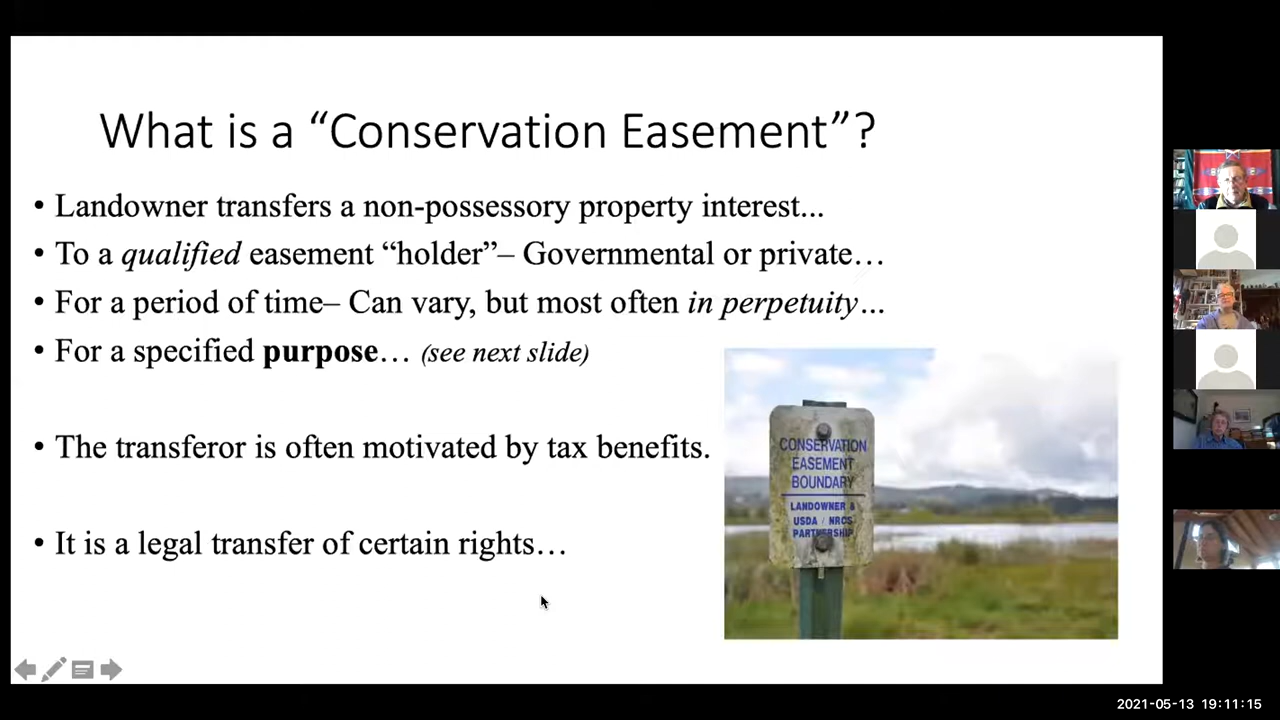 What is a “Conservation Easement”?
• Landowner transfers a non-possessory property interest...
• To a qualified easement “holder”– Governmental or private…
• For a period of time– Can vary, but most often in perpetuity…
• For a specified purpose… (see next slide)
• The transferor is often motivated by tax benefits.
• It is a legal transfer of certain rights…
CONSERVATION
EASEMENT
BOUNDARY
LANDOWNER &
USDA / NRCS
PARTNERSHIP
2021-05-13 19:11:15